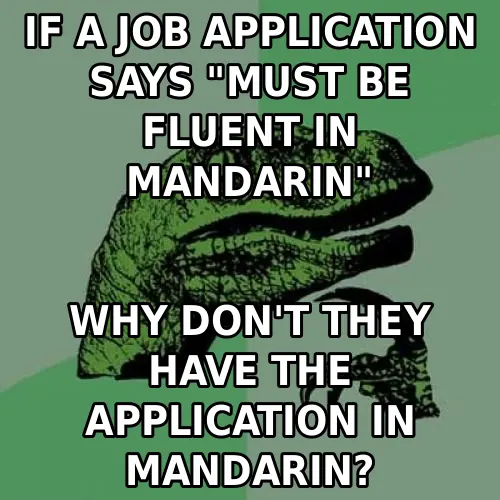 IF A JOB APPLICATION
SAYS "MUST BE
FLUENT IN
MANDARIN"
WHY DON'T THEY
HAVE THE
APPLICATION IN
MANDARIN?